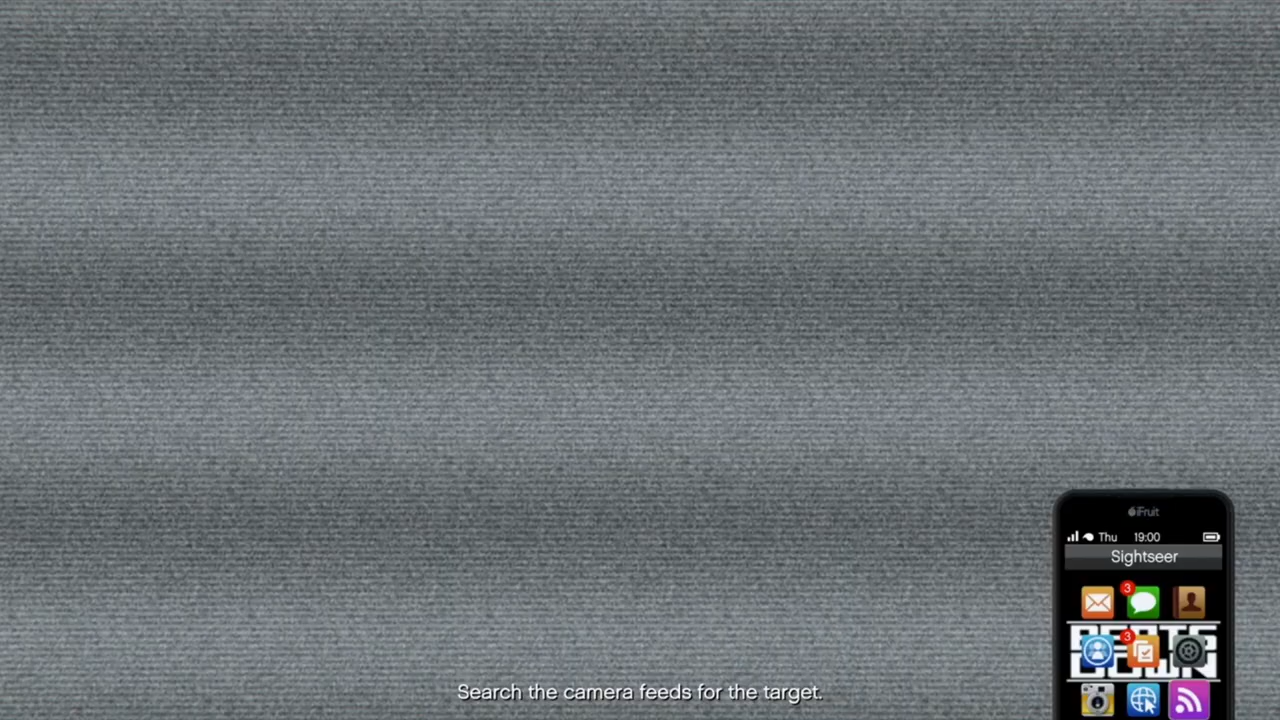 iFruit
Thu 19:00
Sightseer
3
3
Search the camera feeds for the target.